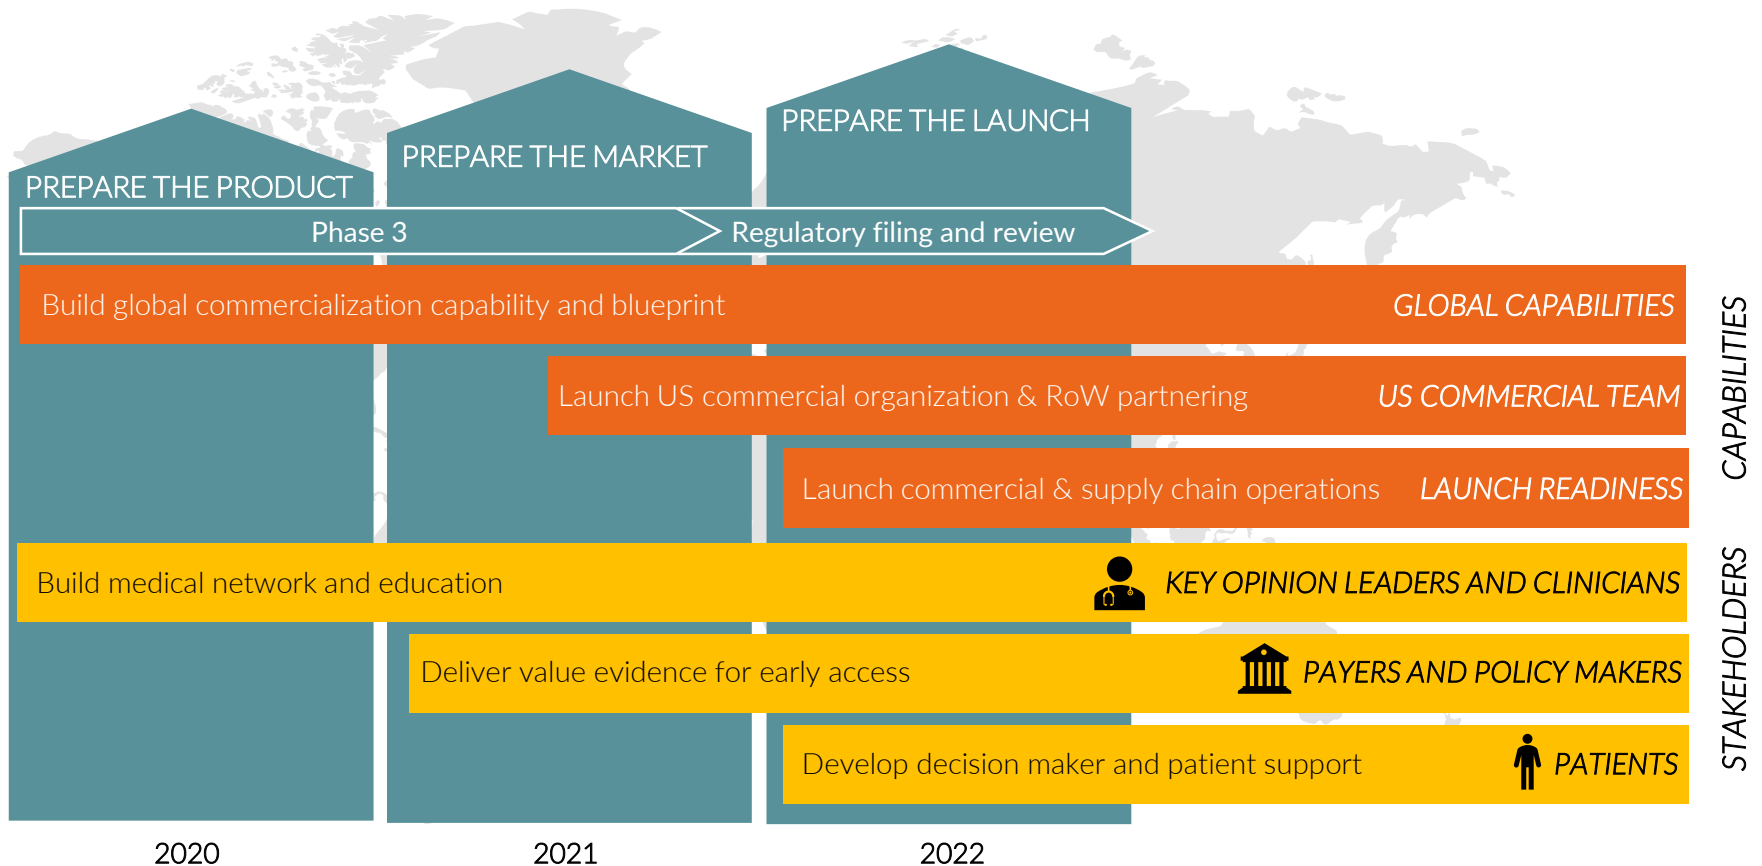 PREPARE THE PRODUCT
PREPARE THE MARKET
PREPARE THE LAUNCH
Phase 3
Regulatory filing and review
Build global commercialization capability and blueprint
GLOBAL CAPABILITIES
Launch US commercial organization & RoW partnering
US COMMERCIAL TEAM
Launch commercial & supply chain operations
LAUNCH READINESS
CAPABILITIES
Build medical network and education
KEY OPINION LEADERS AND CLINICIANS
Deliver value evidence for early access
PAYERS AND POLICY MAKERS
Develop decision maker and patient support
PATIENTS
STAKEHOLDERS
2020
2021
2022